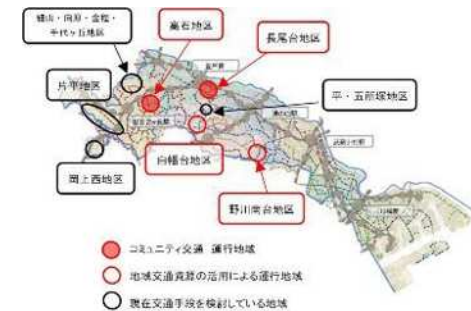 細山・向原・金程・
千代ヶ丘地区
高石地区
長尾台地区
片平地区
平・五所塚地区
岡上西地区
白幡台地区
野川南台地区
コミュニティ交通 運行地域
地域交通資源の活用による運行地域
現在交通手段を検討している地域